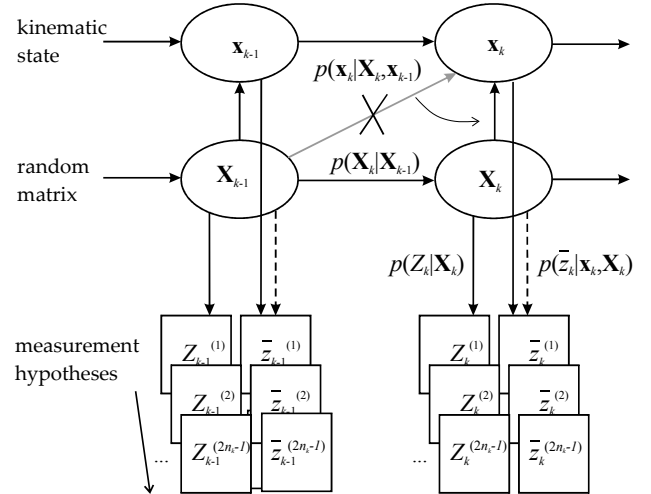 kinematic
state
x_{k-1}
x_k
p(x_k|X_k,x_{k-1})
random
matrix
X_{k-1}
p(X_k|X_{k-1})
X_k
p(Z_k|X_k)
p(z̅_k|x_k,X_k)
measurement
hypotheses
Z_{k-1}^{(1)}
z̅_{k-1}^{(1)}
Z_k^{(1)}
z̅_k^{(1)}
Z_{k-1}^{(2)}
z̅_{k-1}^{(2)}
Z_k^{(2)}
z̅_k^{(2)}
... Z_{k-1}^{(2n_k-1)}
z̅_{k-1}^{(2n_k-1)}
... Z_k^{(2n_k-1)}
z̅_k^{(2n_k-1)}